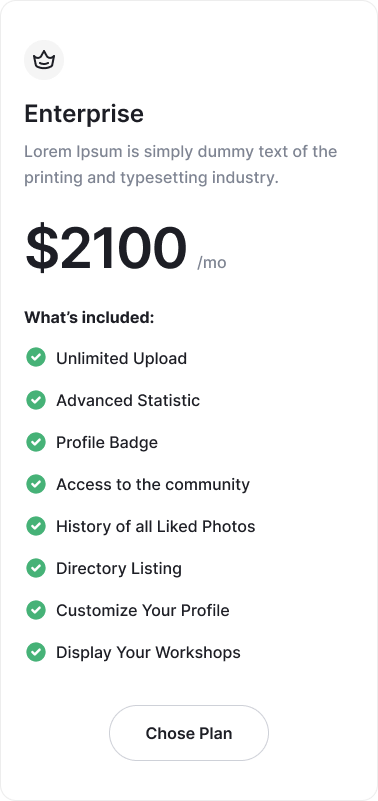 Enterprise
Lorem Ipsum is simply dummy text of the
printing and typesetting industry.
$2100 /mo
What’s included:
Unlimited Upload
Advanced Statistic
Profile Badge
Access to the community
History of all Liked Photos
Directory Listing
Customize Your Profile
Display Your Workshops
Chose Plan